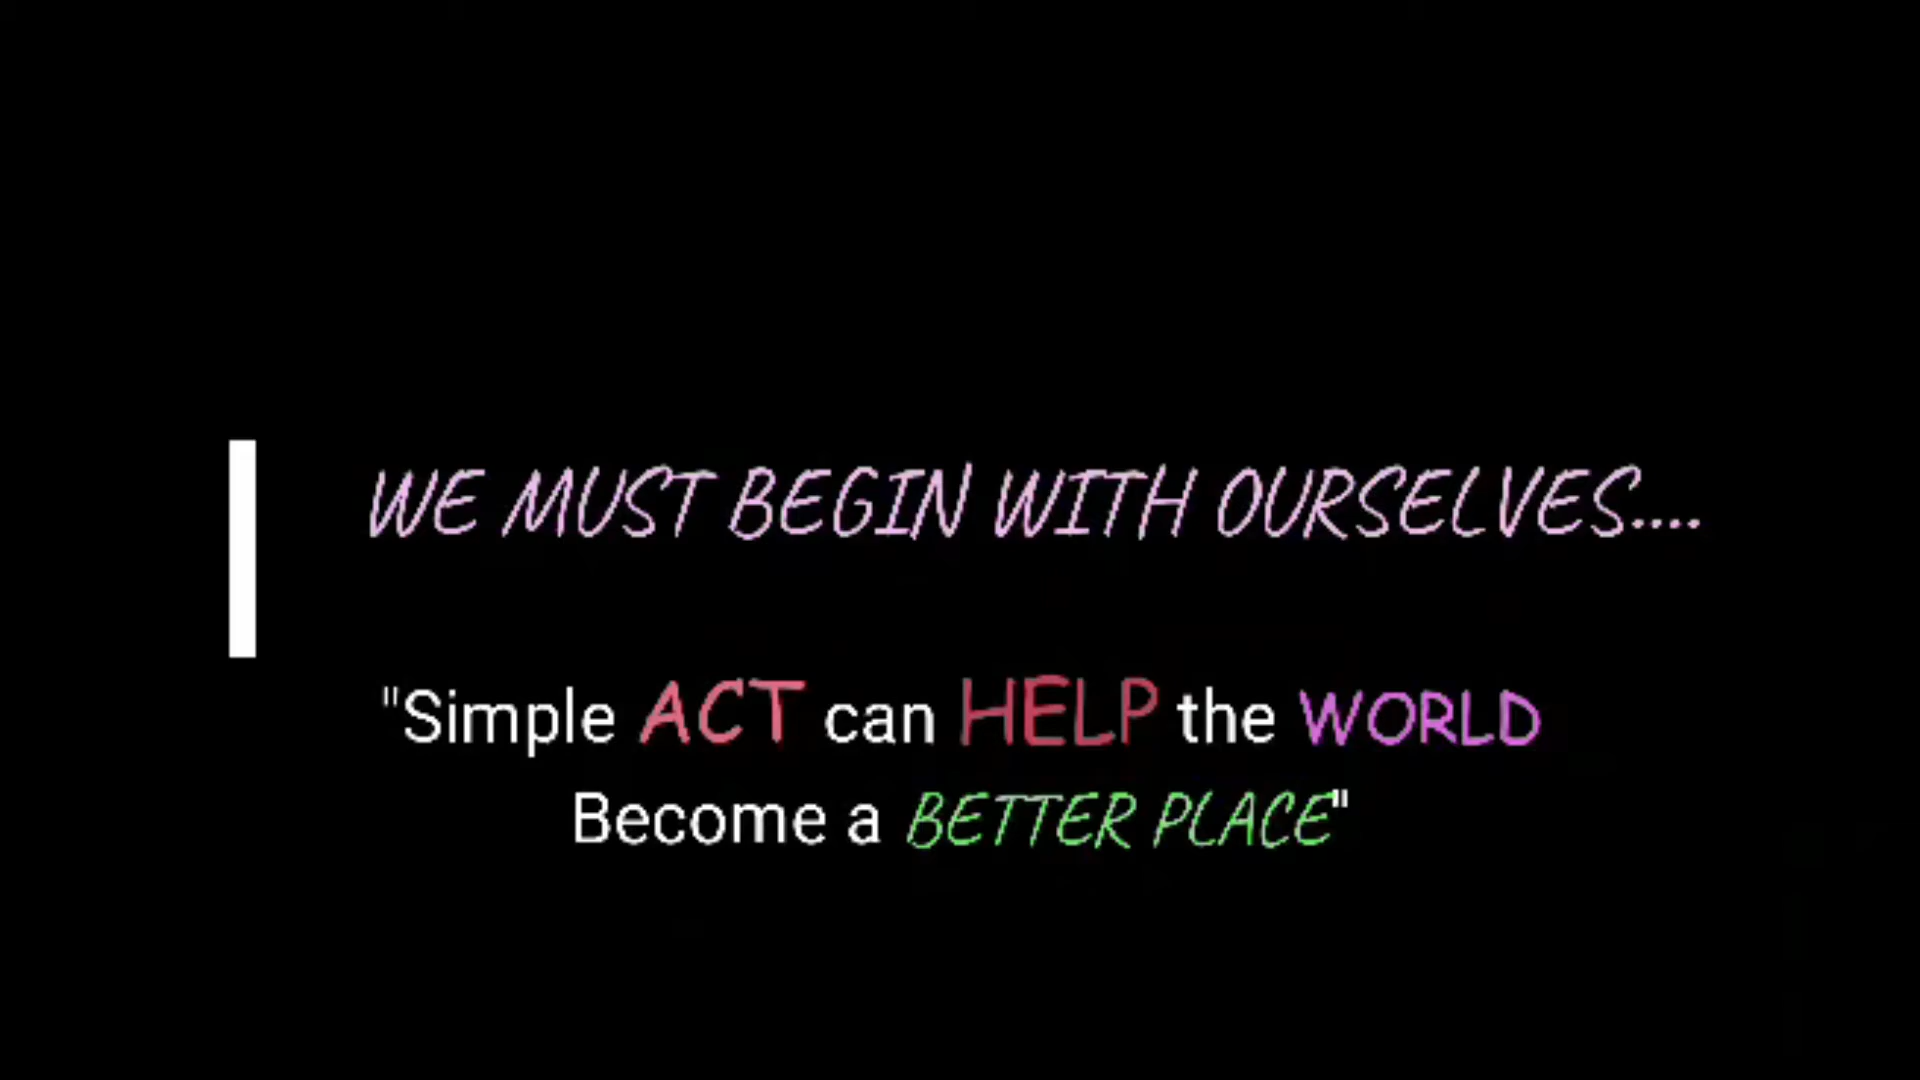 WE MUST BEGIN WITH OURSELVES....
"Simple ACT can HELP the WORLD
Become a BETTER PLACE"